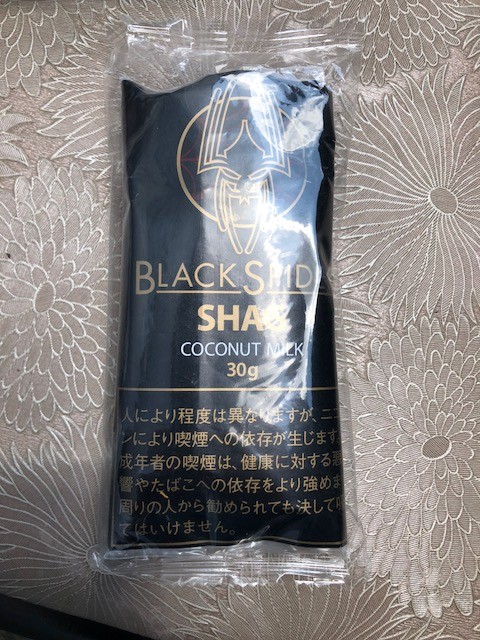 BLACK SPID
SHAG
COCONUT MILK
30g
人により程度は異なりますが、ニコ
ンにより喫煙への依存が生じます
成年者の喫煙は、健康に対する悪
響やたばこへの依存をより強めま
周りの人から勧められても決して吸
てはいけません。